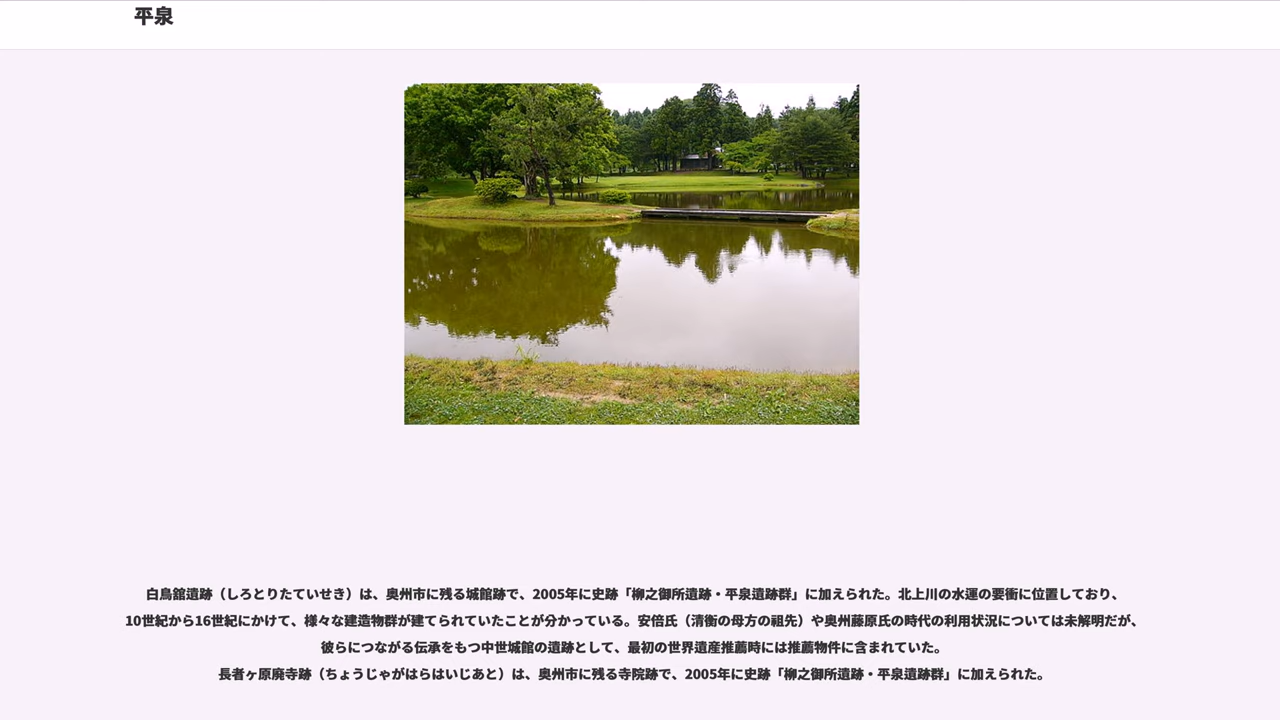 平泉
白鳥舘遺跡（しろとりたていせき）は、奥州市に残る城館跡で、2005年に史跡「柳之御所遺跡・平泉遺跡群」に加えられた。北上川の水運の要衝に位置しており、
10世紀から16世紀にかけて、様々な建造物群が建てられていたことが分かっている。安倍氏（清衡の母方の祖先）や奥州藤原氏の時代の利用状況については未解明だが、
彼らにつながる伝承をもつ中世城館の遺跡として、最初の世界遺産推薦時には推薦物件に含まれていた。
長者ヶ原廃寺跡（ちょうじゃがはらはいじあと）は、奥州市に残る寺院跡で、2005年に史跡「柳之御所遺跡・平泉遺跡群」に加えられた。